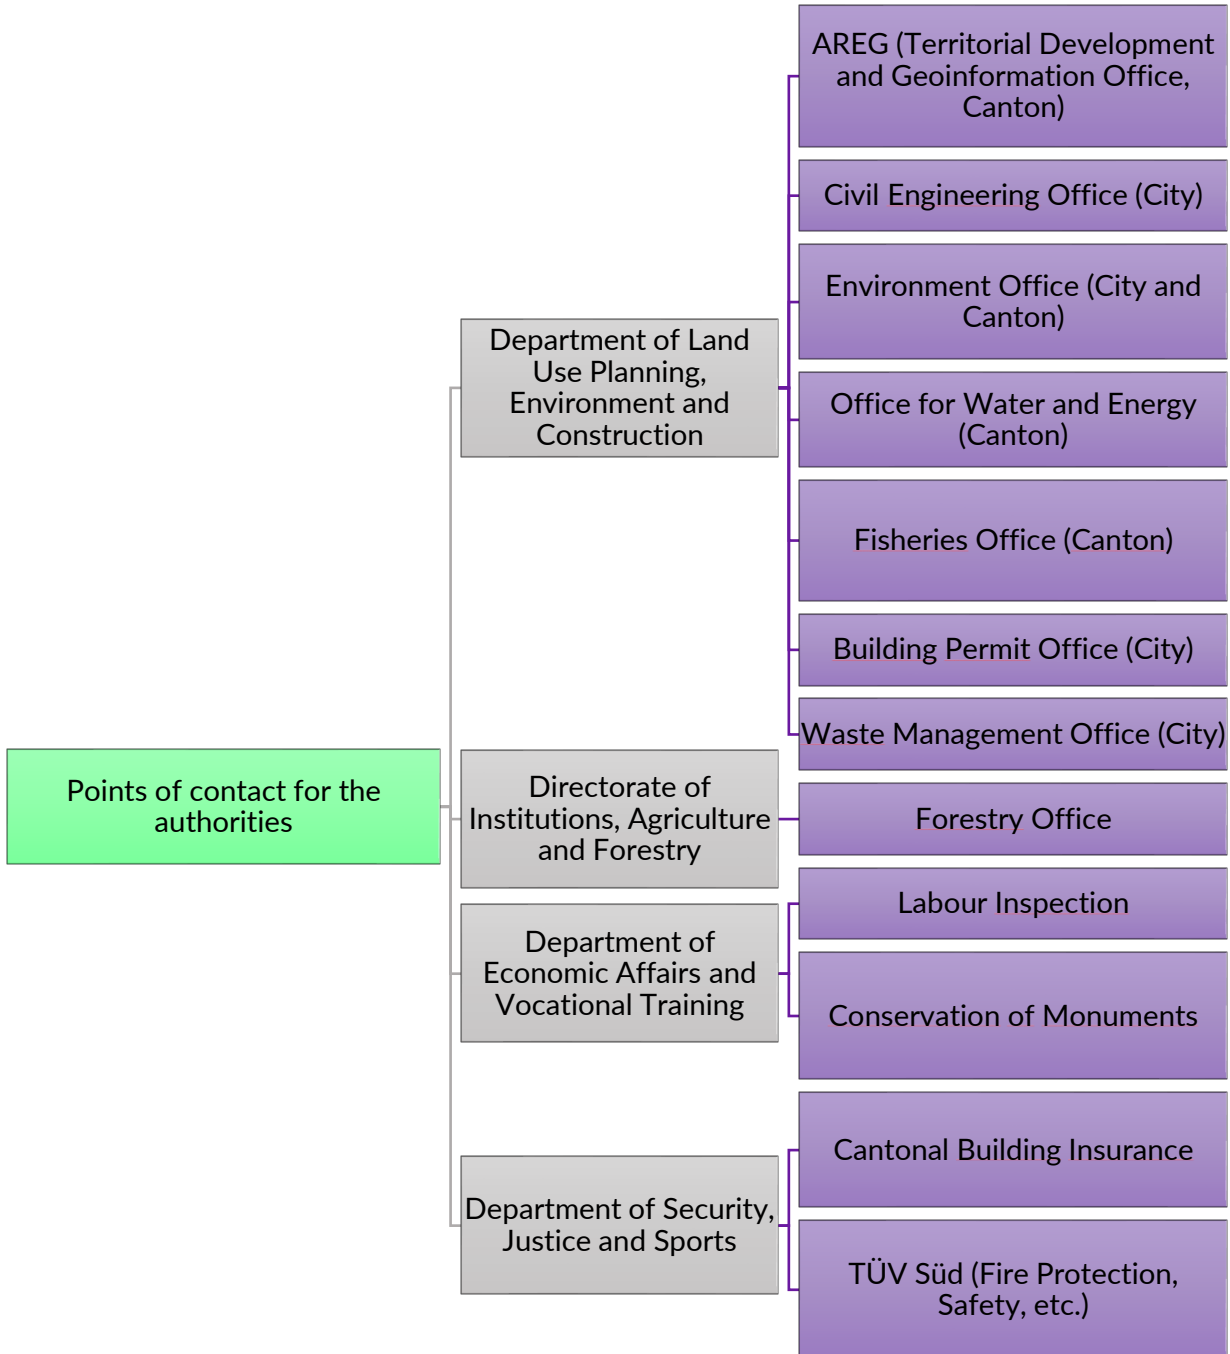 Points of contact for the
authorities
Department of Land
Use Planning,
Environment and
Construction
AREG (Territorial Development
and Geoinformation Office,
Canton)
Civil Engineering Office (City)
Environment Office (City and
Canton)
Office for Water and Energy
(Canton)
Fisheries Office (Canton)
Building Permit Office (City)
Waste Management Office (City)
Directorate of
Institutions, Agriculture
and Forestry
Forestry Office
Department of
Economic Affairs and
Vocational Training
Labour Inspection
Conservation of Monuments
Department of Security,
Justice and Sports
Cantonal Building Insurance
TÜV Süd (Fire Protection,
Safety, etc.)